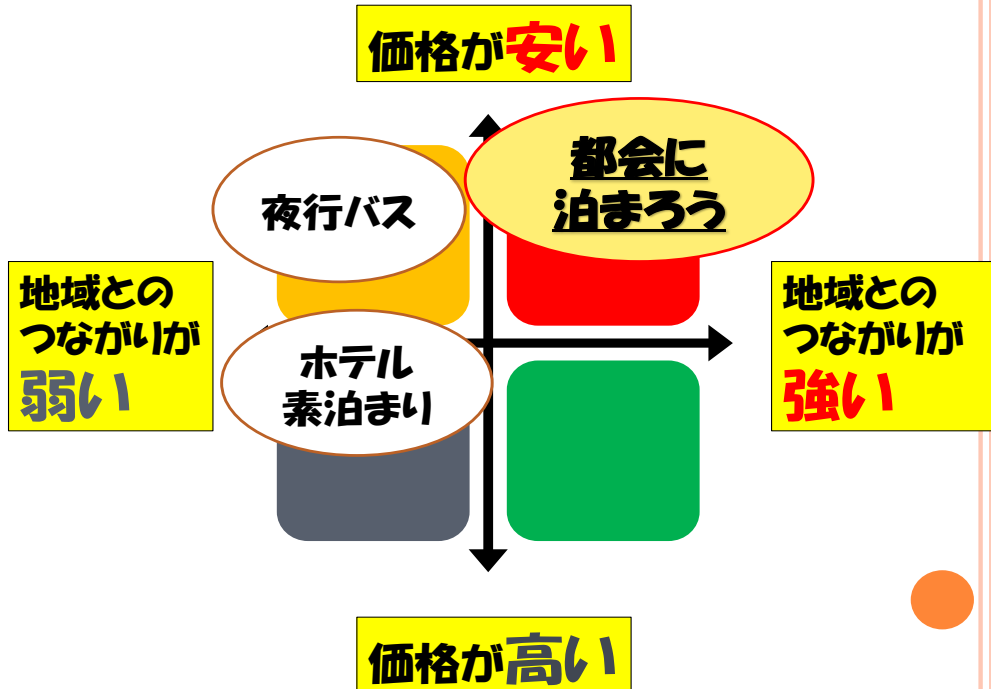 価格が安い
都会に
泊まろう
夜行バス
地域との
つながりが
弱い
地域との
つながりが
強い
ホテル
素泊まり
価格が高い